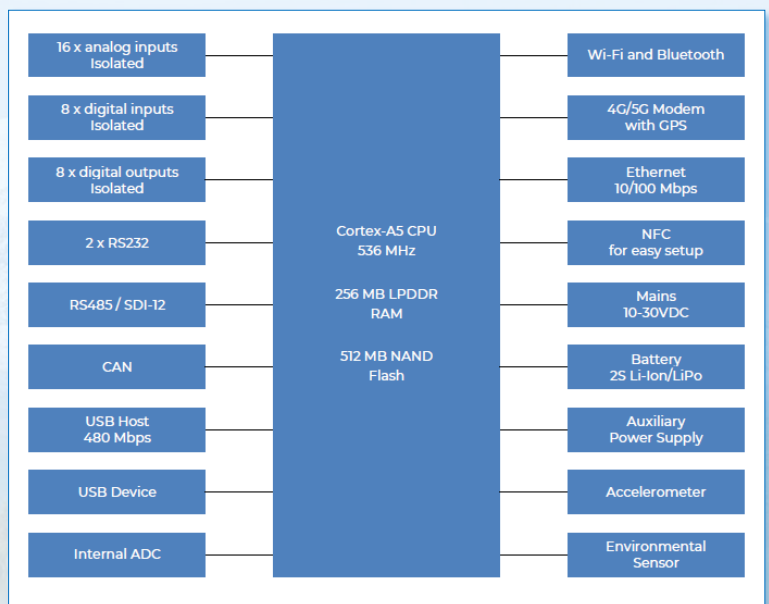 16 x analog inputs
Isolated
8 x digital inputs
Isolated
8 x digital outputs
Isolated
2 x RS232
RS485 / SDI-12
CAN
USB Host
480 Mbps
USB Device
Internal ADC
Cortex-A5 CPU
536 MHz
256 MB LPDDR
RAM
512 MB NAND
Flash
Wi-Fi and Bluetooth
4G/5G Modem
with GPS
Ethernet
10/100 Mbps
NFC
for easy setup
Mains
10-30VDC
Battery
2S Li-Ion/LiPo
Auxiliary
Power Supply
Accelerometer
Environmental
Sensor